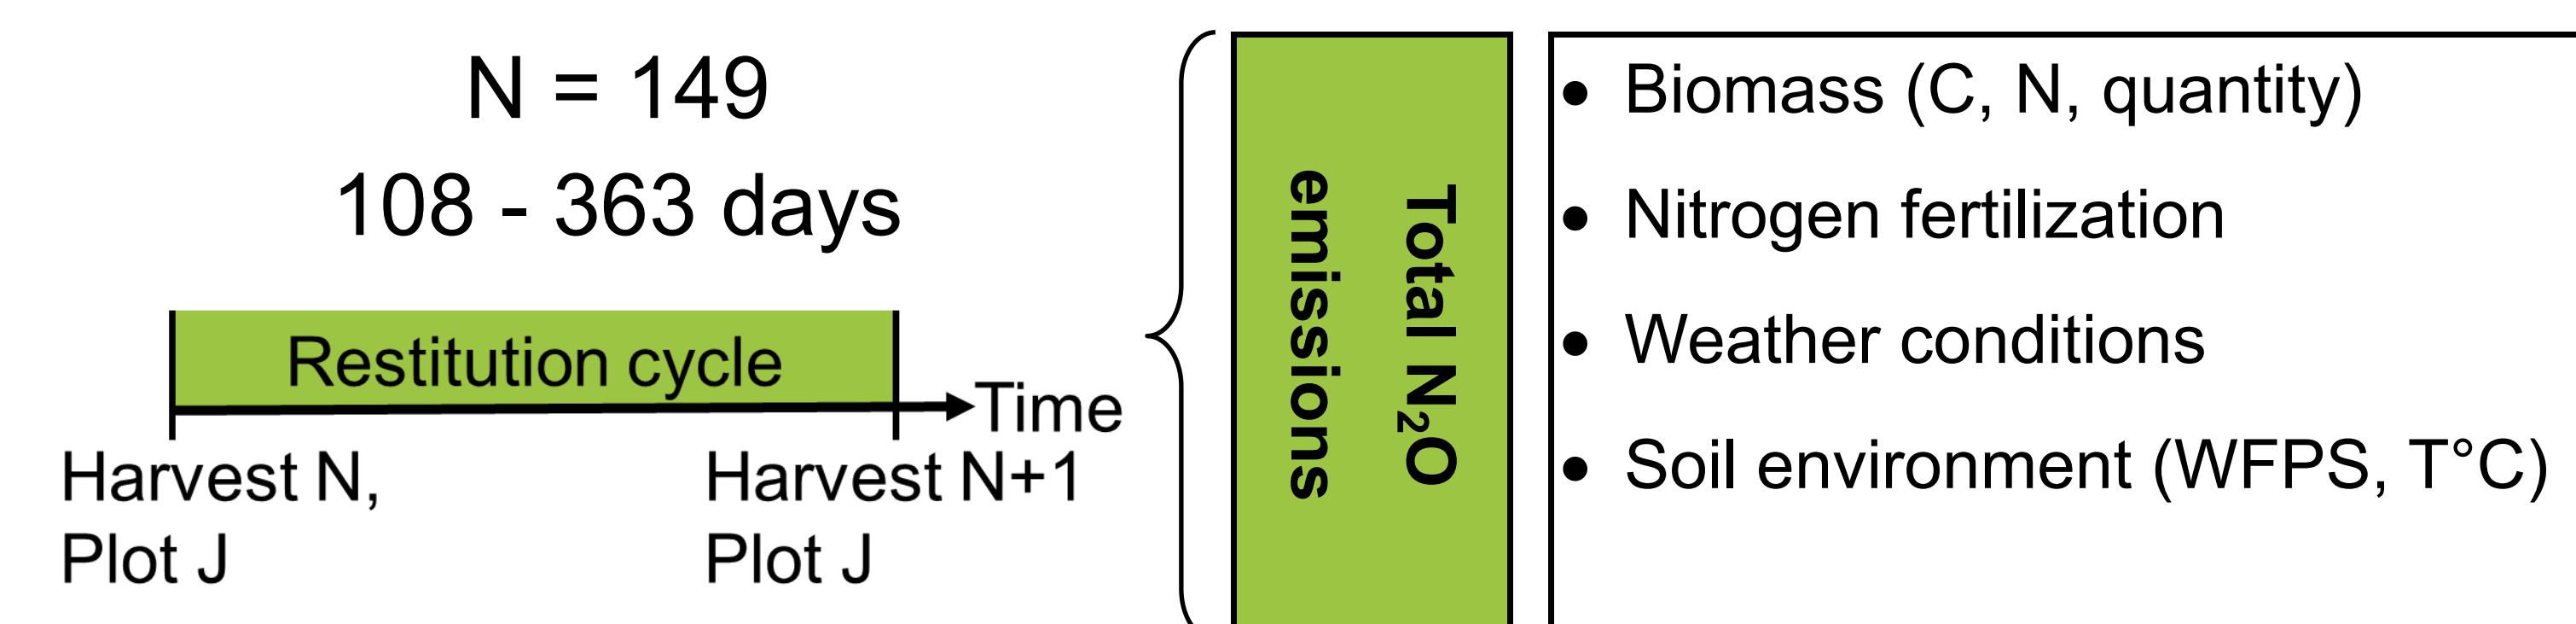 N = 149
108 - 363 days
Restitution cycle
Time
Harvest N,
Plot J
Harvest N+1
Plot J
Total N₂O
emissions
• Biomass (C, N, quantity)
• Nitrogen fertilization
• Weather conditions
• Soil environment (WFPS, T°C)